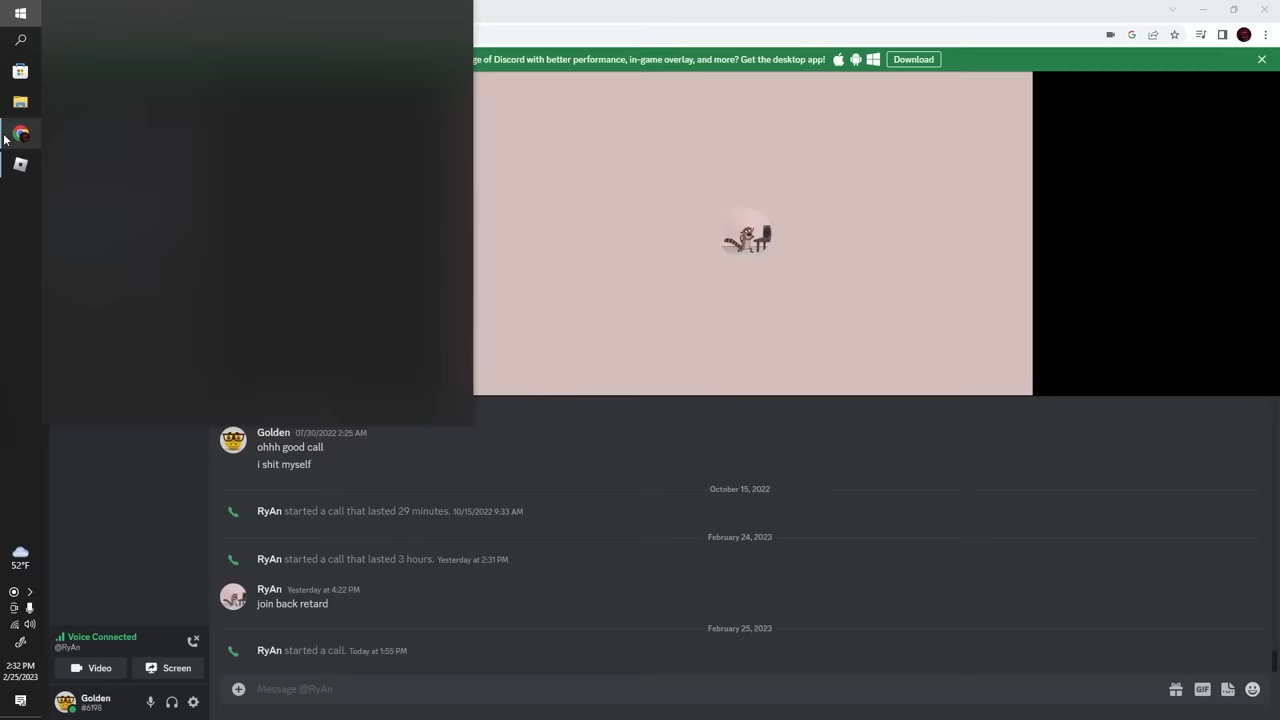 ge of Discord with better performance, in-game overlay, and more? Get the desktop app!
Download
Golden 07/30/2022 2:25 AM
ohhh good call
i shit myself
October 15, 2022
RyAn started a call that lasted 29 minutes. 10/15/2022 9:33 AM
February 24, 2023
RyAn started a call that lasted 3 hours. Yesterday at 2:31 PM
RyAn Yesterday at 4:22 PM
join back retard
February 25, 2023
RyAn started a call. Today at 1:55 PM
Message @RyAn
GIF
52°F
Voice Connected
@RyAn
Video
Screen
Golden
#6198
2:32 PM
2/25/2023